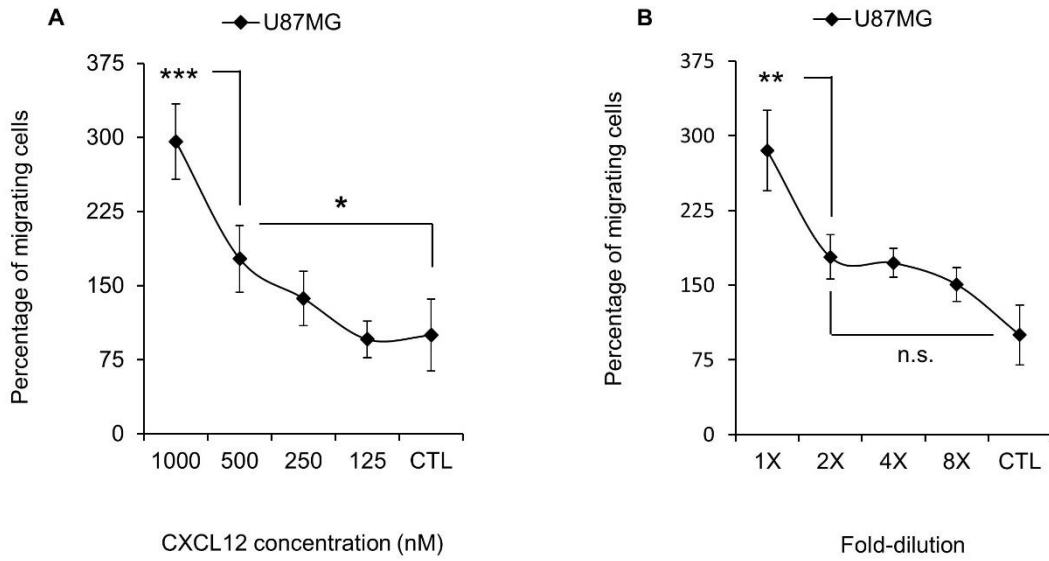 A
U87MG
Percentage of migrating cells
375
300
225
150
75
0
***
*
1000 500 250 125 CTL
CXCL12 concentration (nM)
B
U87MG
Percentage of migrating cells
375
300
225
150
75
0
**
n.s.
1X 2X 4X 8X CTL
Fold-dilution